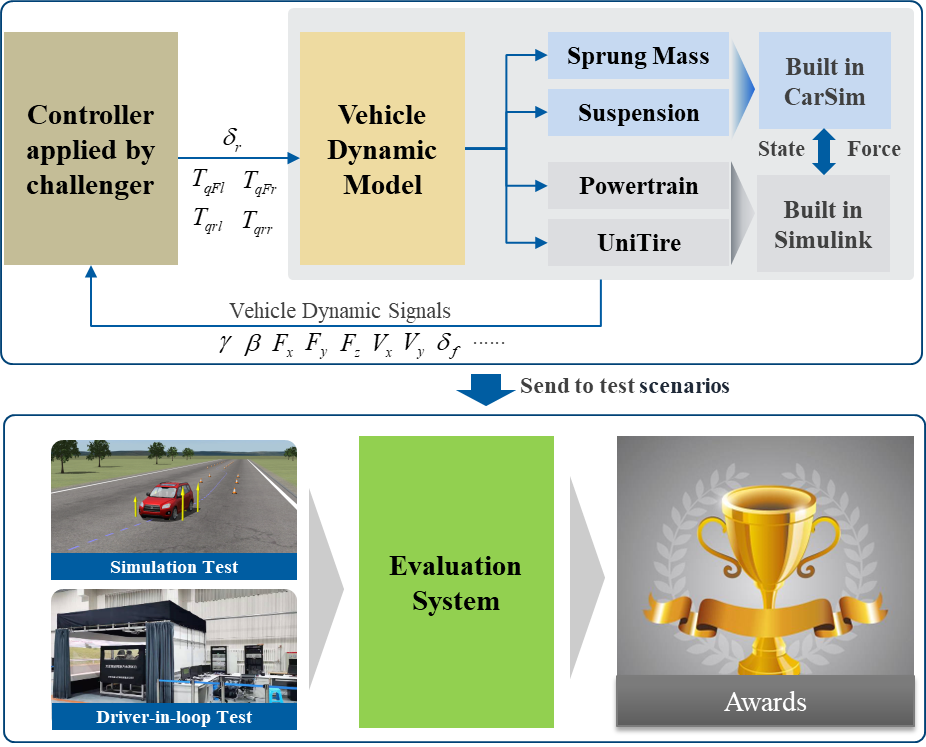 Controller
applied by
challenger
δr
TqFl TqFr
Tqrl Tqrr
Vehicle
Dynamic
Model
Sprung Mass
Suspension
Powertrain
UniTire
Built in
CarSim
State Force
Built in
Simulink
Vehicle Dynamic Signals
γ β Fx Fy Fz Vx Vy δf ······
Send to test scenarios
Simulation Test
Driver-in-loop Test
Evaluation
System
Awards